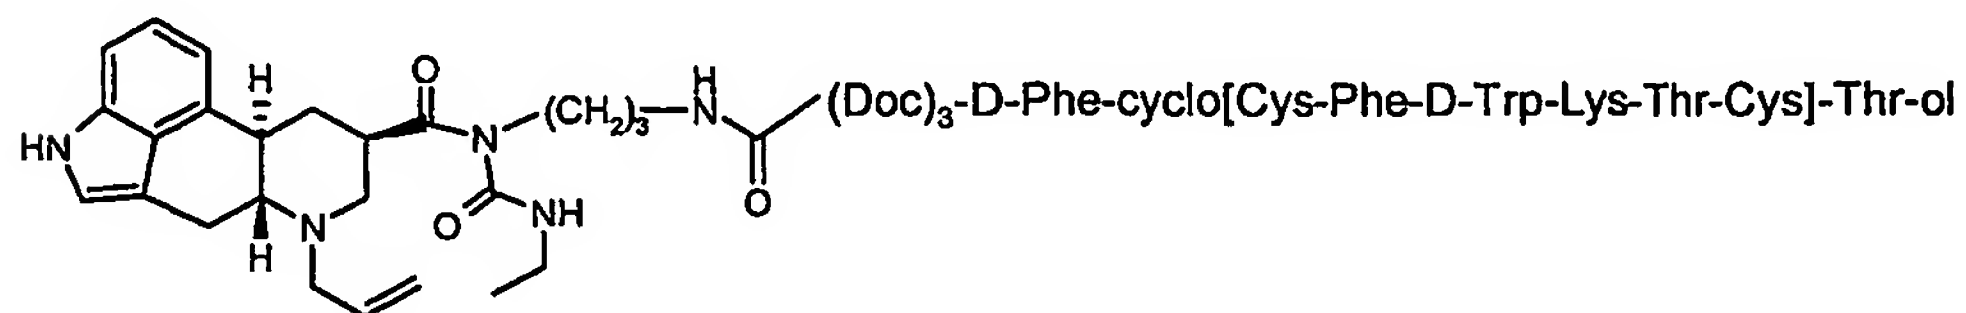 H
O
H
(CH₂)₃
N
(Doc)₃-D-Phe-cyclo[Cys-Phe-D-Trp-Lys-Thr-Cys]-Thr-ol
HN
N
O
N
O
NH
H